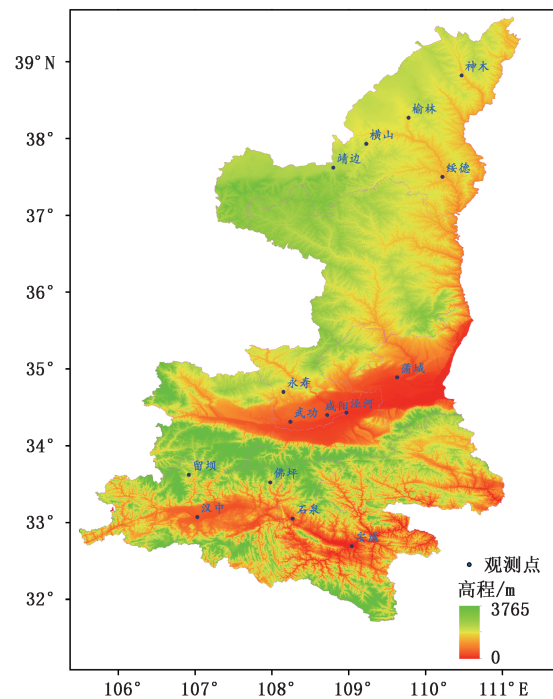 39°N
38°
37°
36°
35°
34°
33°
32°
神木
榆林
横山
靖边
绥德
蒲城
永寿
武功
咸阳
泾河
留坝
佛坪
汉中
石泉
安康
观测点
高程/m
3765
0
106°
107°
108°
109°
110°
111°E